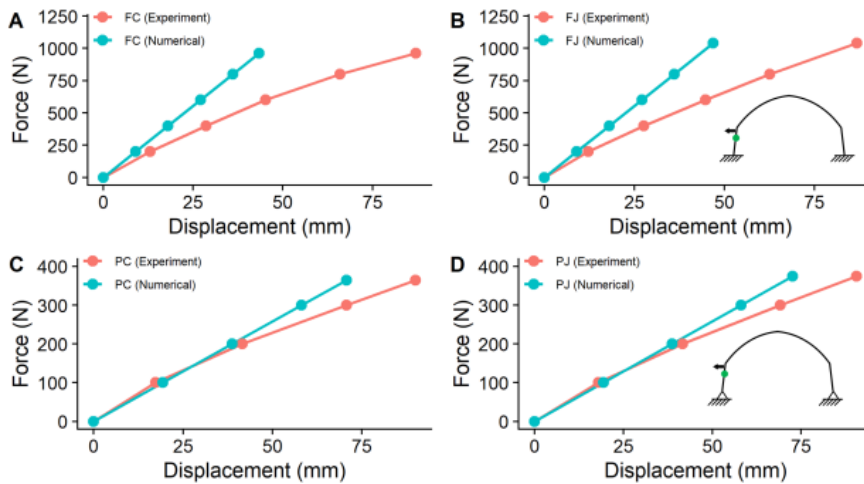 A
FC (Experiment)
FC (Numerical)
1250
1000
750
500
250
0
Force (N)
0 25 50 75
Displacement (mm)
B
FJ (Experiment)
FJ (Numerical)
1250
1000
750
500
250
0
Force (N)
0 25 50 75
Displacement (mm)
C
PC (Experiment)
PC (Numerical)
400
300
200
100
0
Force (N)
0 25 50 75
Displacement (mm)
D
PJ (Experiment)
PJ (Numerical)
400
300
200
100
0
Force (N)
0 25 50 75
Displacement (mm)